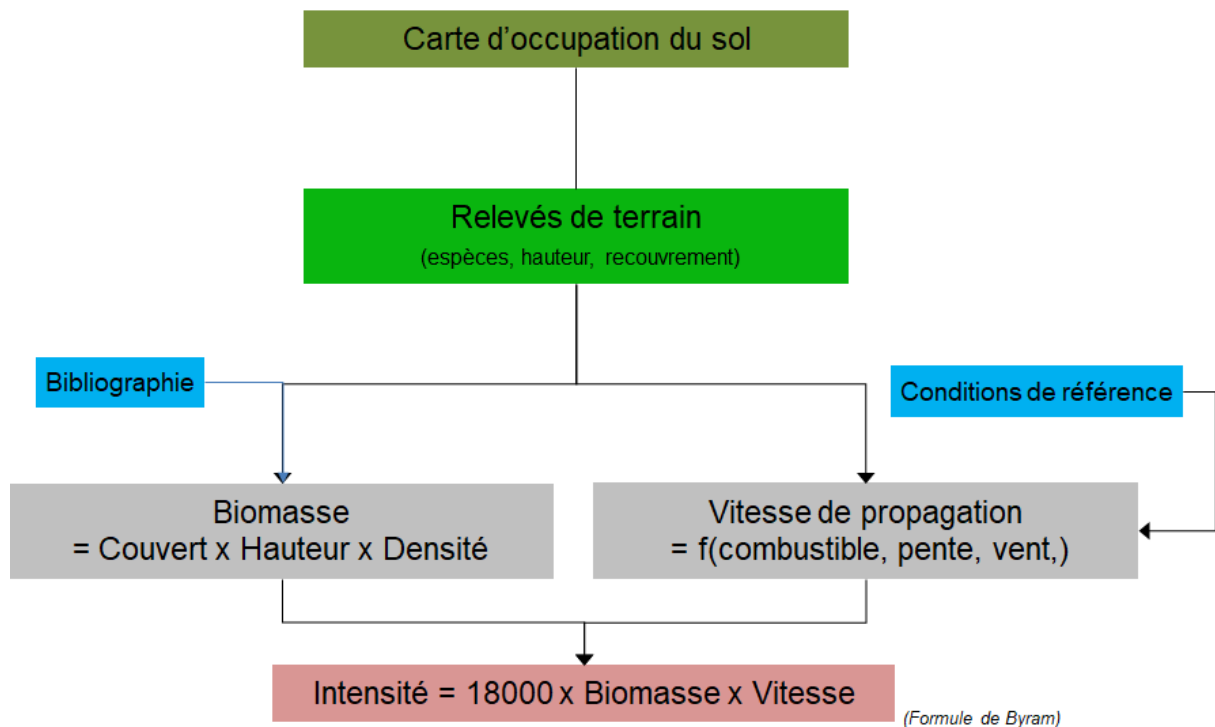 Carte d'occupation du sol
Relevés de terrain
(espèces, hauteur, recouvrement)
Bibliographie
Conditions de référence
Biomasse
= Couvert x Hauteur x Densité
Vitesse de propagation
= f(combustible, pente, vent,)
Intensité = 18000 x Biomasse x Vitesse
(Formule de Byram)